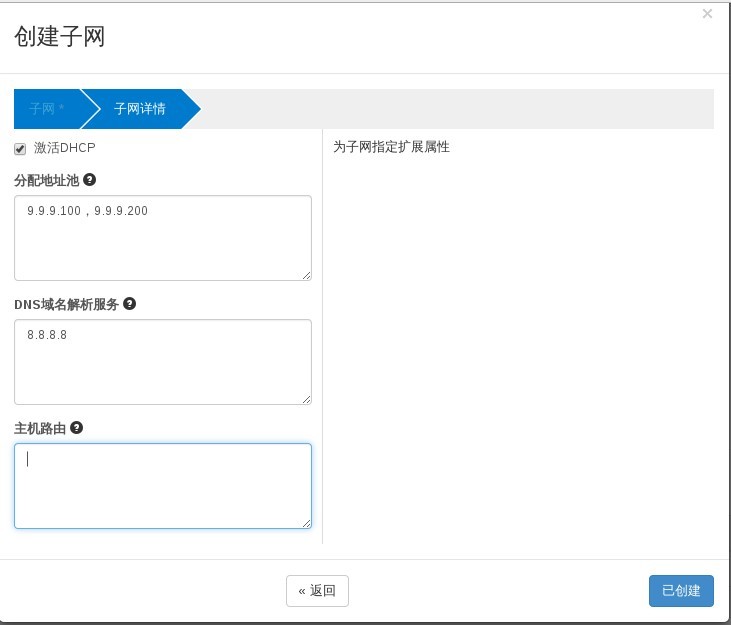 ×
创建子网
子网 *
子网详情
激活DHCP
为子网指定扩展属性
分配地址池 ?
9.9.9.100，9.9.9.200
DNS域名解析服务 ?
8.8.8.8
主机路由 ?
« 返回
已创建